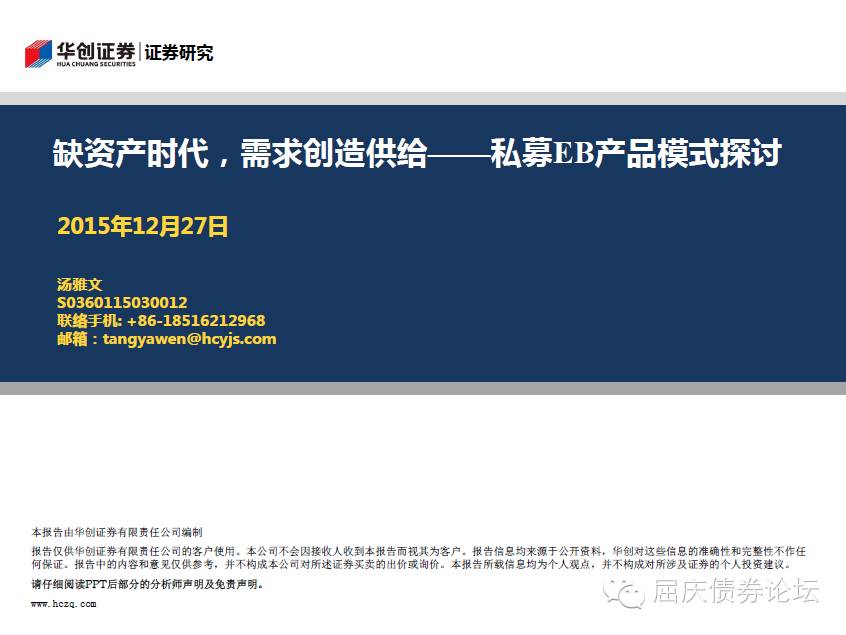 华创证券|证券研究
HUA CHUANG SECURITIES
缺资产时代，需求创造供给——私募EB产品模式探讨
2015年12月27日
汤雅文
S0360115030012
联络手机: +86-18516212968
邮箱：tangyawen@hcyjs.com
本报告由华创证券有限责任公司编制
报告仅供华创证券有限责任公司的客户使用。本公司不会因接收人收到本报告而视其为客户。报告信息均来源于公开资料，华创对这些信息的准确性和完整性不作任
何保证。报告中的内容和意见仅供参考，并不构成本公司对所述证券买卖的出价或询价。本报告所载信息均为个人观点，并不构成对所涉及证券的个人投资建议。
请仔细阅读PPT后部分的分析师声明及免责声明。
www.hczq.com
屈庆债券论坛